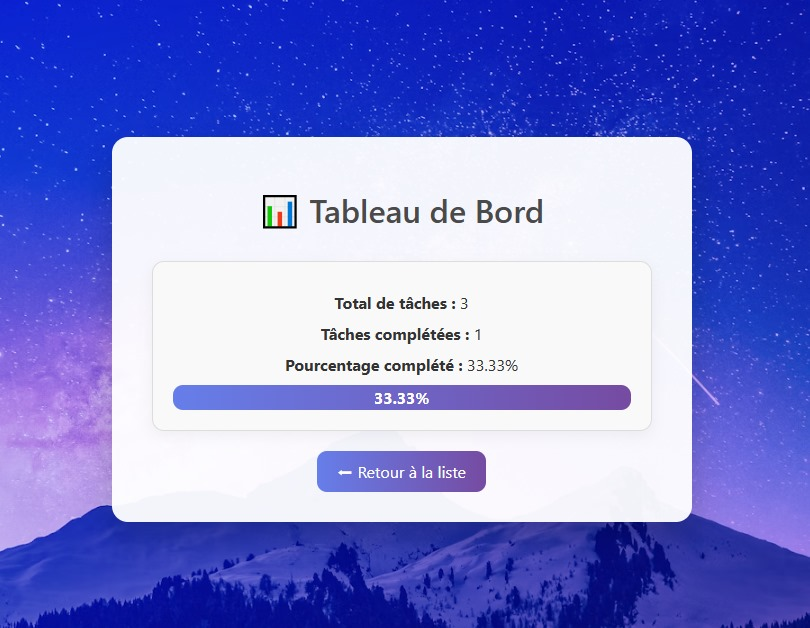 Tableau de Bord
Total de tâches : 3
Tâches complétées : 1
Pourcentage complété : 33.33%
33.33%
⬅ Retour à la liste